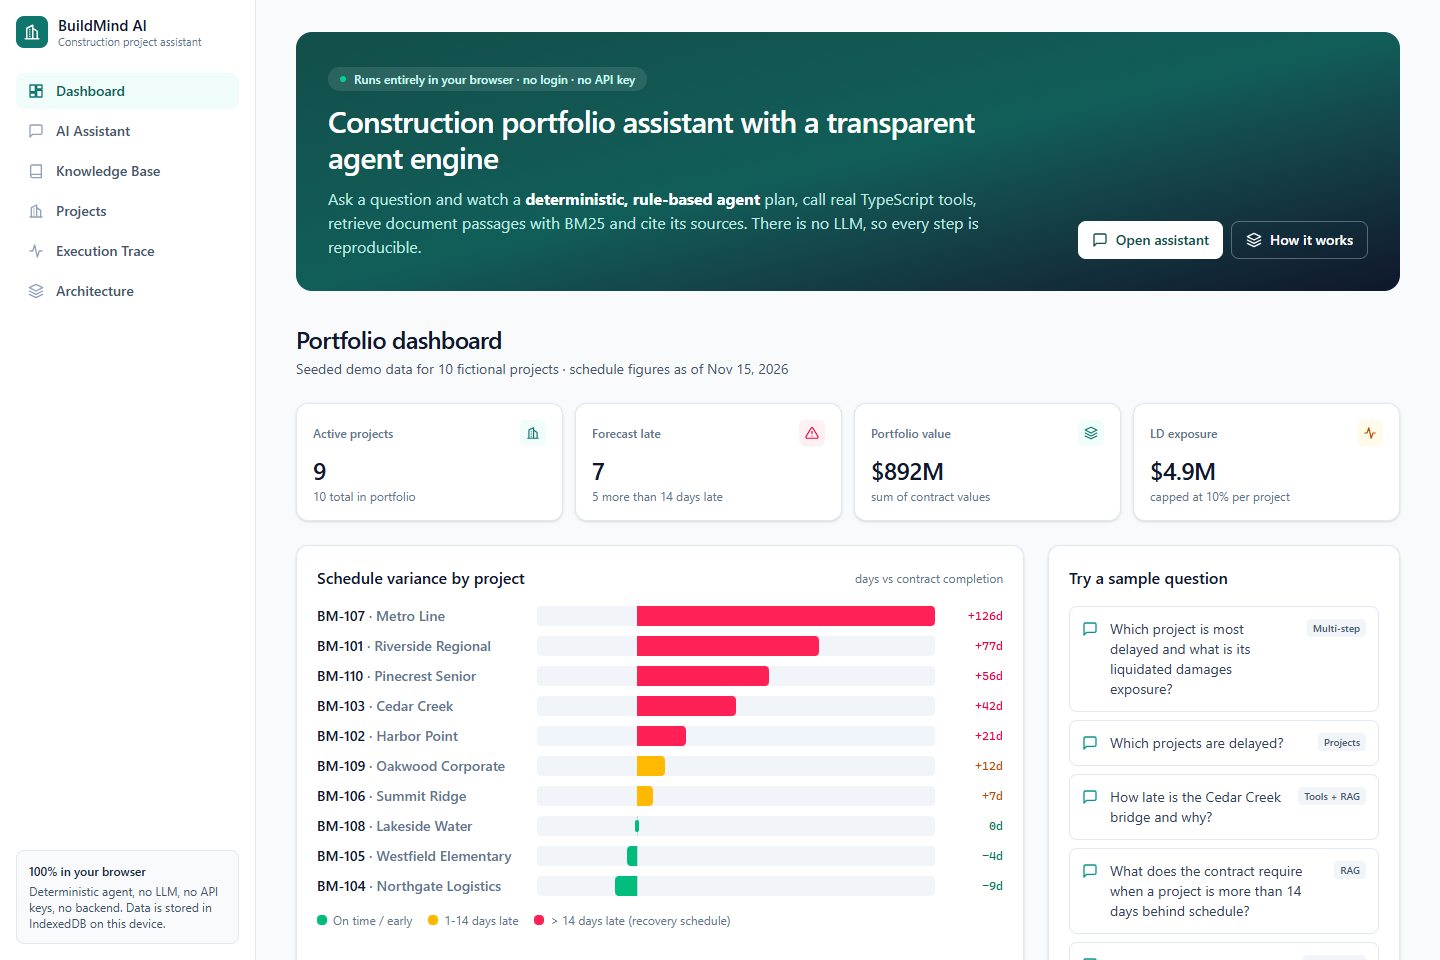 BuildMind AI
Construction project assistant
Dashboard
AI Assistant
Knowledge Base
Projects
Execution Trace
Architecture
100% in your browser
Deterministic agent, no LLM, no API
keys, no backend. Data is stored in
IndexedDB on this device.
Runs entirely in your browser · no login · no API key
Construction portfolio assistant with a transparent
agent engine
Ask a question and watch a deterministic, rule-based agent plan, call real TypeScript tools,
retrieve document passages with BM25 and cite its sources. There is no LLM, so every step is
reproducible.
Open assistant
How it works
Portfolio dashboard
Seeded demo data for 10 fictional projects · schedule figures as of Nov 15, 2026
Active projects
9
10 total in portfolio
Forecast late
7
5 more than 14 days late
Portfolio value
$892M
sum of contract values
LD exposure
$4.9M
capped at 10% per project
Schedule variance by project
days vs contract completion
BM-107 · Metro Line +126d
BM-101 · Riverside Regional +77d
BM-110 · Pinecrest Senior +56d
BM-103 · Cedar Creek +42d
BM-102 · Harbor Point +21d
BM-109 · Oakwood Corporate +12d
BM-106 · Summit Ridge +7d
BM-108 · Lakeside Water 0d
BM-105 · Westfield Elementary −4d
BM-104 · Northgate Logistics −9d
On time / early
1-14 days late
> 14 days late (recovery schedule)
Try a sample question
Which project is most
delayed and what is its
liquidated damages
exposure?
Multi-step
Which projects are delayed?
Projects
How late is the Cedar Creek
bridge and why?
Tools + RAG
What does the contract require
when a project is more than 14
days behind schedule?
RAG